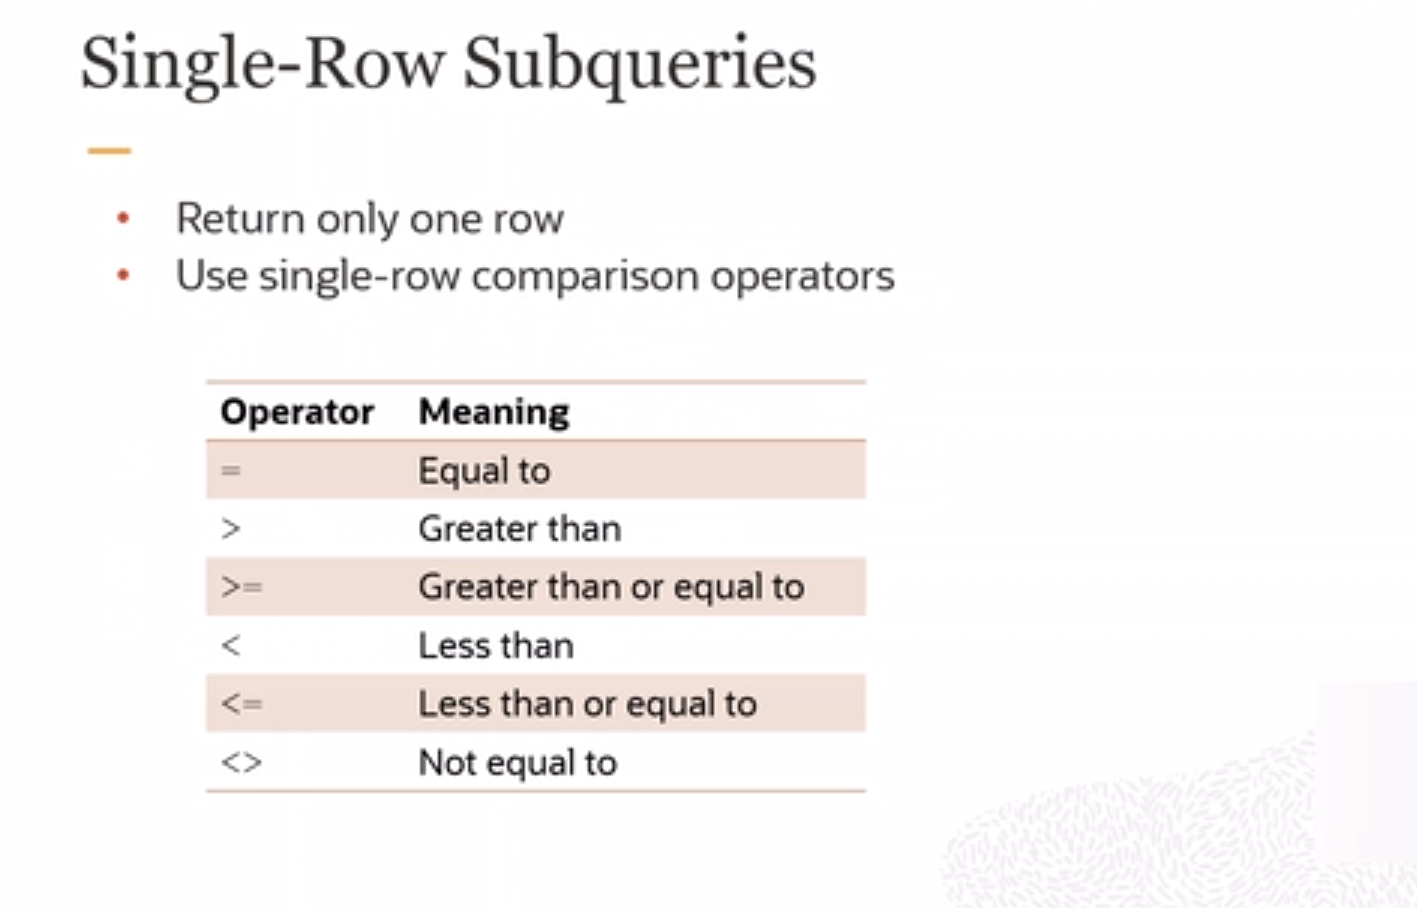 Single-Row Subqueries
• Return only one row
• Use single-row comparison operators
Operator Meaning
= Equal to
> Greater than
>= Greater than or equal to
< Less than
<= Less than or equal to
<> Not equal to